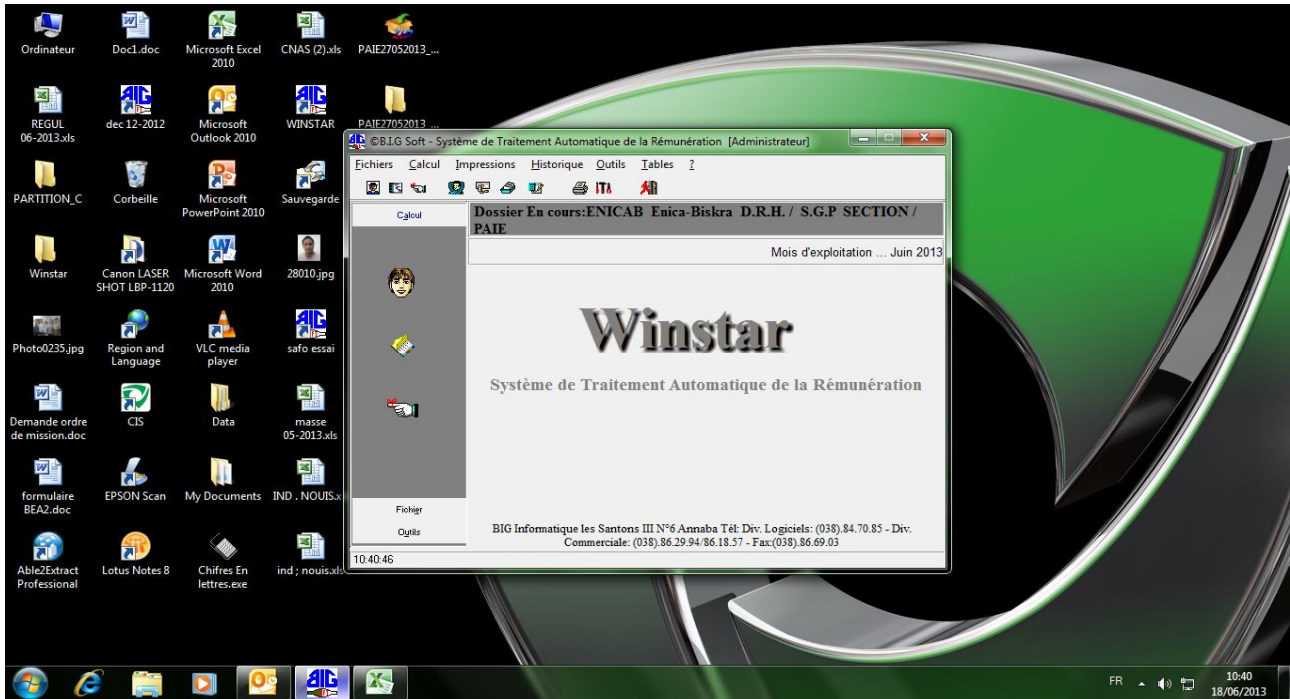 Ordinateur
Doc1.doc
Microsoft Excel
2010
CNAS (2).xls
PAIE27052013_...
REGUL
06-2013.xls
dec 12-2012
Microsoft
Outlook 2010
WINSTAR
PAIE27052013 ...
PARTITION_C
Corbeille
Microsoft
PowerPoint 2010
Sauvegarde
Winstar
Canon LASER
SHOT LBP-1120
Microsoft Word
2010
28010.jpg
Photo0235.jpg
Region and
Language
VLC media
player
safo essai
Demande ordre
de mission.doc
CIS
Data
masse
05-2013.xls
formulaire
BEA2.doc
EPSON Scan
My Documents
IND . NOUIS.x
Able2Extract
Professional
Lotus Notes 8
Chifres En
lettres.exe
ind ; nouis.xls
©B.I.G Soft - Système de Traitement Automatique de la Rémunération [Administrateur]
Fichiers Calcul Impressions Historique Outils Tables ?
Calcul
Dossier En cours:ENICAB Enica-Biskra D.R.H. / S.G.P SECTION /
PAIE
Mois d'exploitation ... Juin 2013
Winstar
Système de Traitement Automatique de la Rémunération
Fichier
Outils
BIG Informatique les Santons III N°6 Annaba Tél: Div. Logiciels: (038).84.70.85 - Div.
Commerciale: (038).86.29.94/86.18.57 - Fax:(038).86.69.03
10:40:46
BIG
FR
10:40
18/06/2013